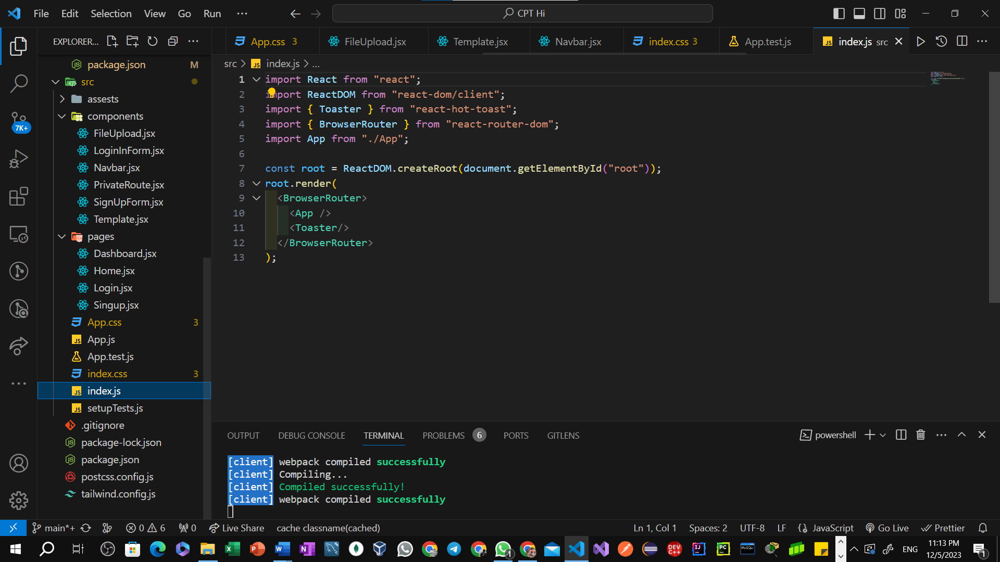 File Edit Selection View Go Run ··· CPT Hi
EXPLORER... App.css 3 FileUpload.jsx Template.jsx Navbar.jsx index.css 3 App.test.js index.js src
package.json M
src
assests
components
FileUpload.jsx
LoginInForm.jsx
Navbar.jsx
PrivateRoute.jsx
SignUpForm.jsx
Template.jsx
pages
Dashboard.jsx
Home.jsx
Login.jsx
Singup.jsx
App.css 3
App.js
App.test.js
index.css 3
index.js
setupTests.js
.gitignore
package-lock.json
package.json
postcss.config.js
tailwind.config.js
7K+
src > index.js > ...
1 import React from "react";
2 import ReactDOM from "react-dom/client";
3 import { Toaster } from "react-hot-toast";
4 import { BrowserRouter } from "react-router-dom";
5 import App from "./App";
6
7 const root = ReactDOM.createRoot(document.getElementById("root"));
8 root.render(
9 <BrowserRouter>
10 <App />
11 <Toaster/>
12 </BrowserRouter>
13 );
OUTPUT DEBUG CONSOLE TERMINAL PROBLEMS 6 PORTS GITLENS powershell
[client] webpack compiled successfully
[client] Compiling...
[client] Compiled successfully!
[client] webpack compiled successfully
main*+ 0 6 0 Live Share cache classname(cached) Ln 1, Col 1 Spaces: 2 UTF-8 LF {} JavaScript Go Live Prettier
ENG 11:13 PM
12/5/2023
1